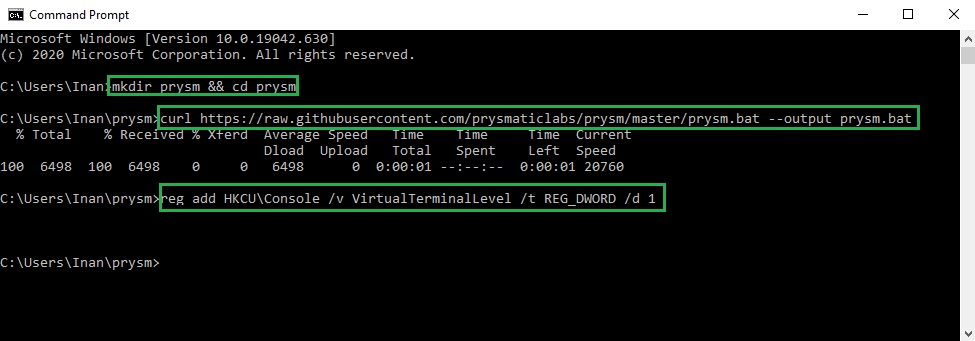 Command Prompt
Microsoft Windows [Version 10.0.19042.630]
(c) 2020 Microsoft Corporation. All rights reserved.
C:\Users\Inan>mkdir prysm && cd prysm
C:\Users\Inan\prysm>curl https://raw.githubusercontent.com/prysmaticlabs/prysm/master/prysm.bat --output prysm.bat
  % Total    % Received % Xferd  Average Speed   Time    Time     Time  Current
                                 Dload  Upload   Total   Spent    Left  Speed
100  6498  100  6498    0     0   6498      0  0:00:01 --:--:--  0:00:01 20760
C:\Users\Inan\prysm>reg add HKCU\Console /v VirtualTerminalLevel /t REG_DWORD /d 1
C:\Users\Inan\prysm>